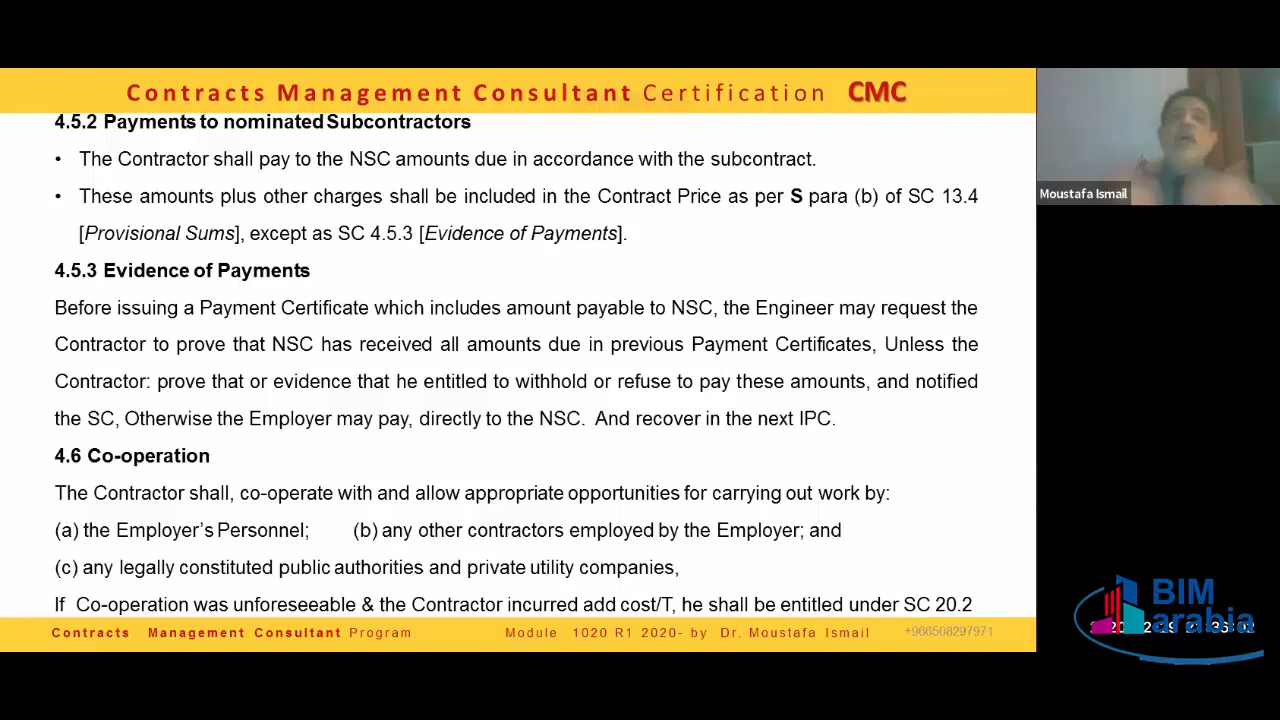 Contracts Management Consultant Certification CMC
4.5.2 Payments to nominated Subcontractors
• The Contractor shall pay to the NSC amounts due in accordance with the subcontract.
• These amounts plus other charges shall be included in the Contract Price as per S para (b) of SC 13.4
[Provisional Sums], except as SC 4.5.3 [Evidence of Payments].
4.5.3 Evidence of Payments
Before issuing a Payment Certificate which includes amount payable to NSC, the Engineer may request the
Contractor to prove that NSC has received all amounts due in previous Payment Certificates, Unless the
Contractor: prove that or evidence that he entitled to withhold or refuse to pay these amounts, and notified
the SC, Otherwise the Employer may pay, directly to the NSC. And recover in the next IPC.
4.6 Co-operation
The Contractor shall, co-operate with and allow appropriate opportunities for carrying out work by:
(a) the Employer's Personnel; (b) any other contractors employed by the Employer; and
(c) any legally constituted public authorities and private utility companies,
If Co-operation was unforeseeable & the Contractor incurred add cost/T, he shall be entitled under SC 20.2
Contracts Management Consultant Program Module 1020 R1 2020- by Dr. Moustafa Ismail +966508297971
Moustafa Ismail
BIM
arabia